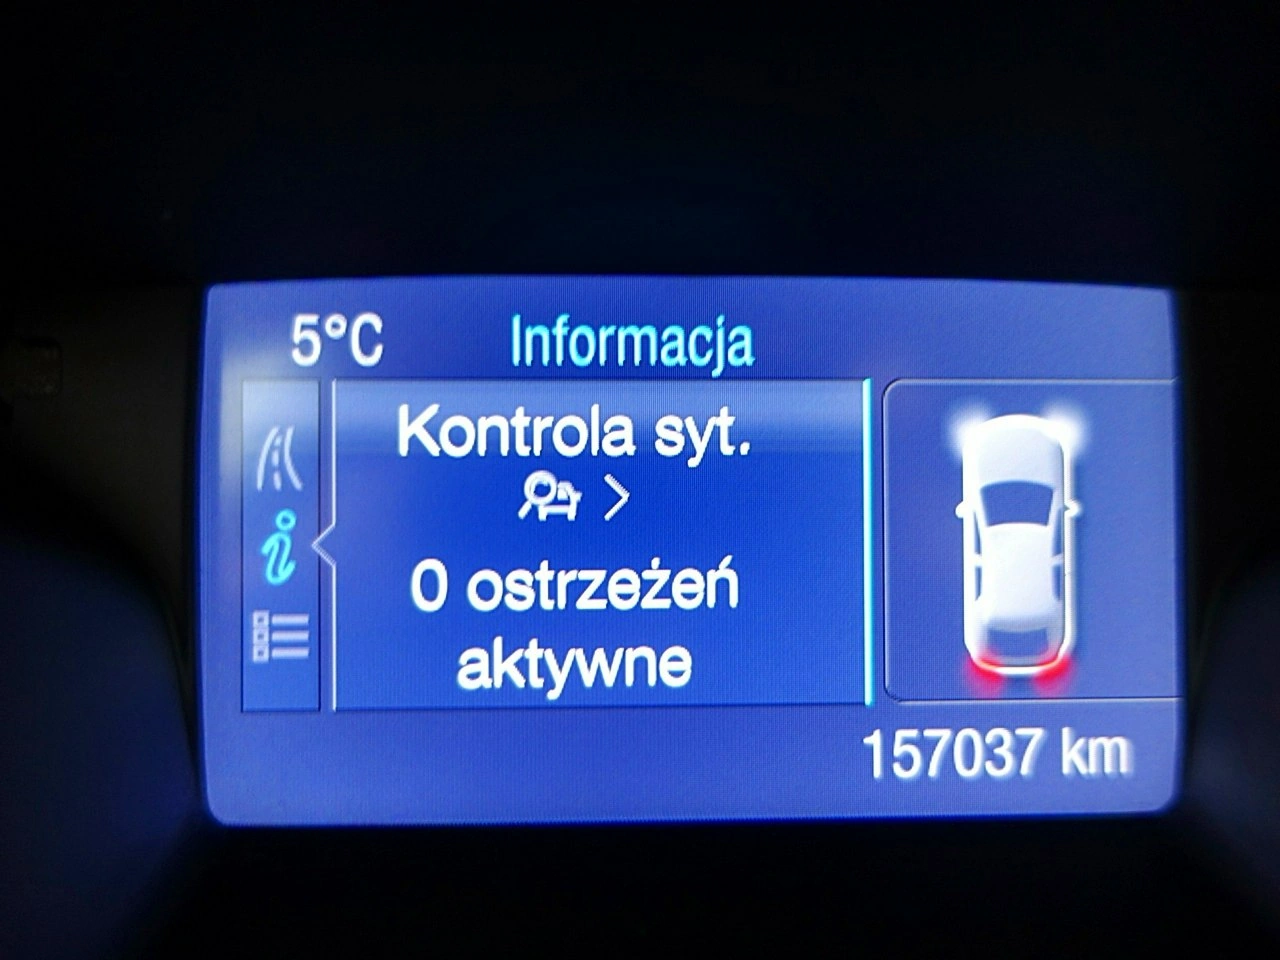 5°C
Informacja
Kontrola syt.
0 ostrzeżeń
aktywne
157037 km